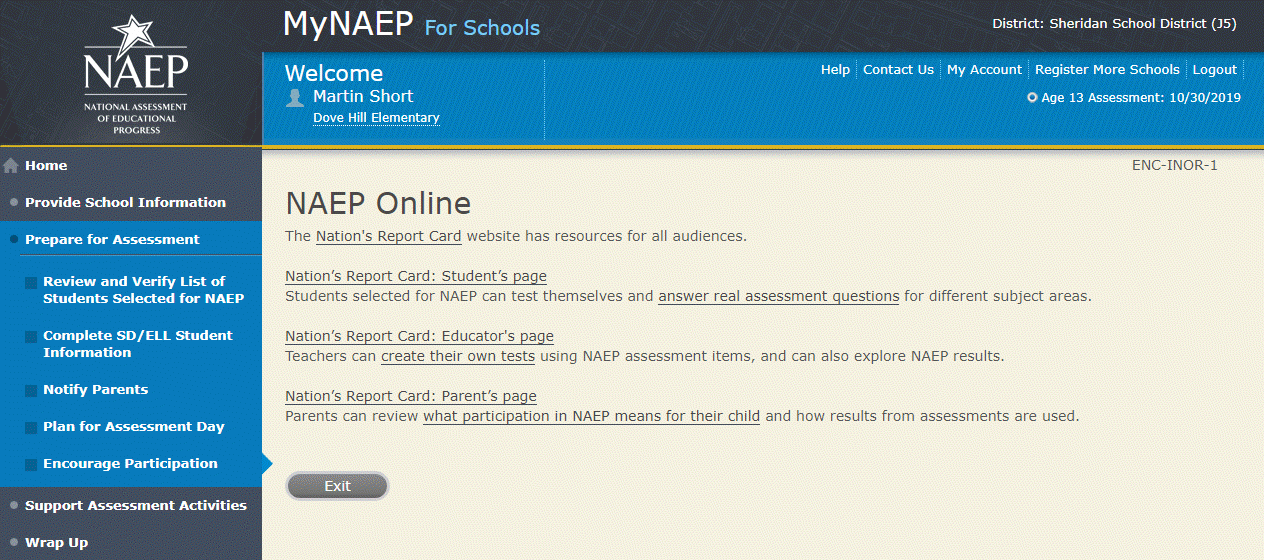 MyNAEP For Schools
District: Sheridan School District (J5)
NAEP
NATIONAL ASSESSMENT
OF EDUCATIONAL
PROGRESS
Welcome
Martin Short
Dove Hill Elementary
Help
Contact Us
My Account
Register More Schools
Logout
Age 13 Assessment: 10/30/2019
Home
Provide School Information
Prepare for Assessment
Review and Verify List of
Students Selected for NAEP
Complete SD/ELL Student
Information
Notify Parents
Plan for Assessment Day
Encourage Participation
Support Assessment Activities
Wrap Up
ENC-INOR-1
NAEP Online
The Nation's Report Card website has resources for all audiences.
Nation’s Report Card: Student’s page
Students selected for NAEP can test themselves and answer real assessment questions for different subject areas.
Nation’s Report Card: Educator's page
Teachers can create their own tests using NAEP assessment items, and can also explore NAEP results.
Nation’s Report Card: Parent’s page
Parents can review what participation in NAEP means for their child and how results from assessments are used.
Exit